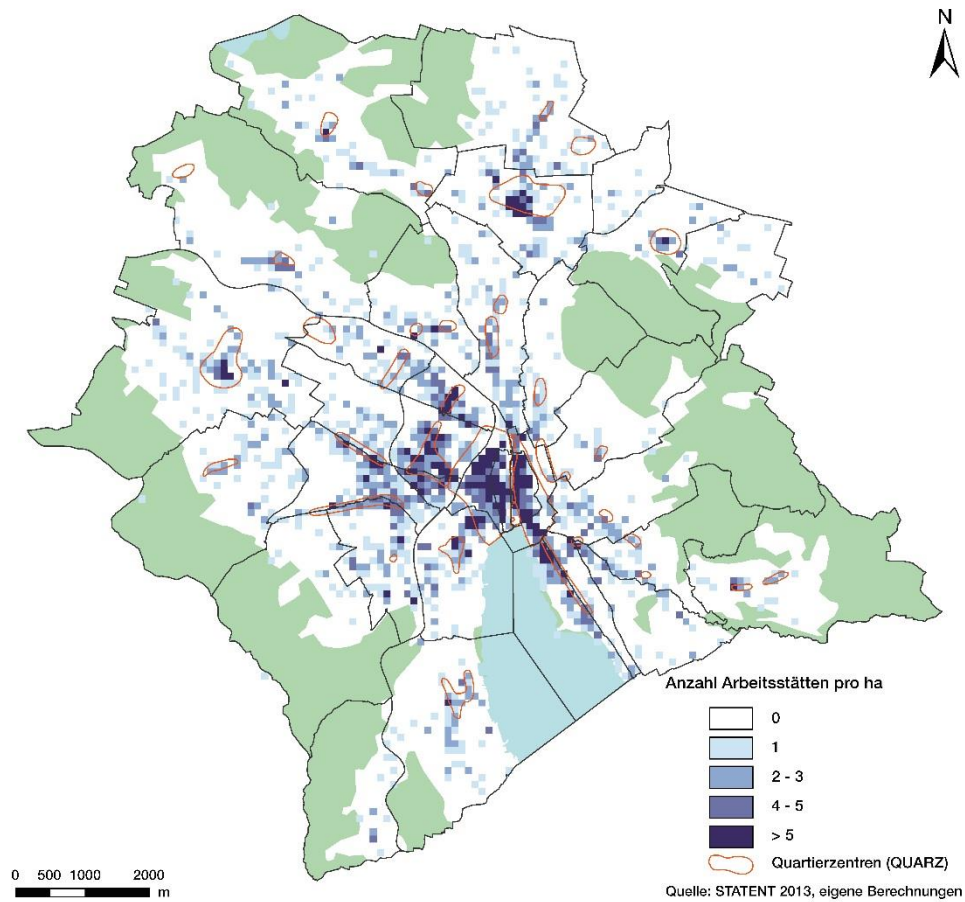 N
Anzahl Arbeitsstätten pro ha
0
1
2 - 3
4 - 5
> 5
Quartierzentren (QUARZ)
0 500 1000 2000
m
Quelle: STATENT 2013, eigene Berechnungen